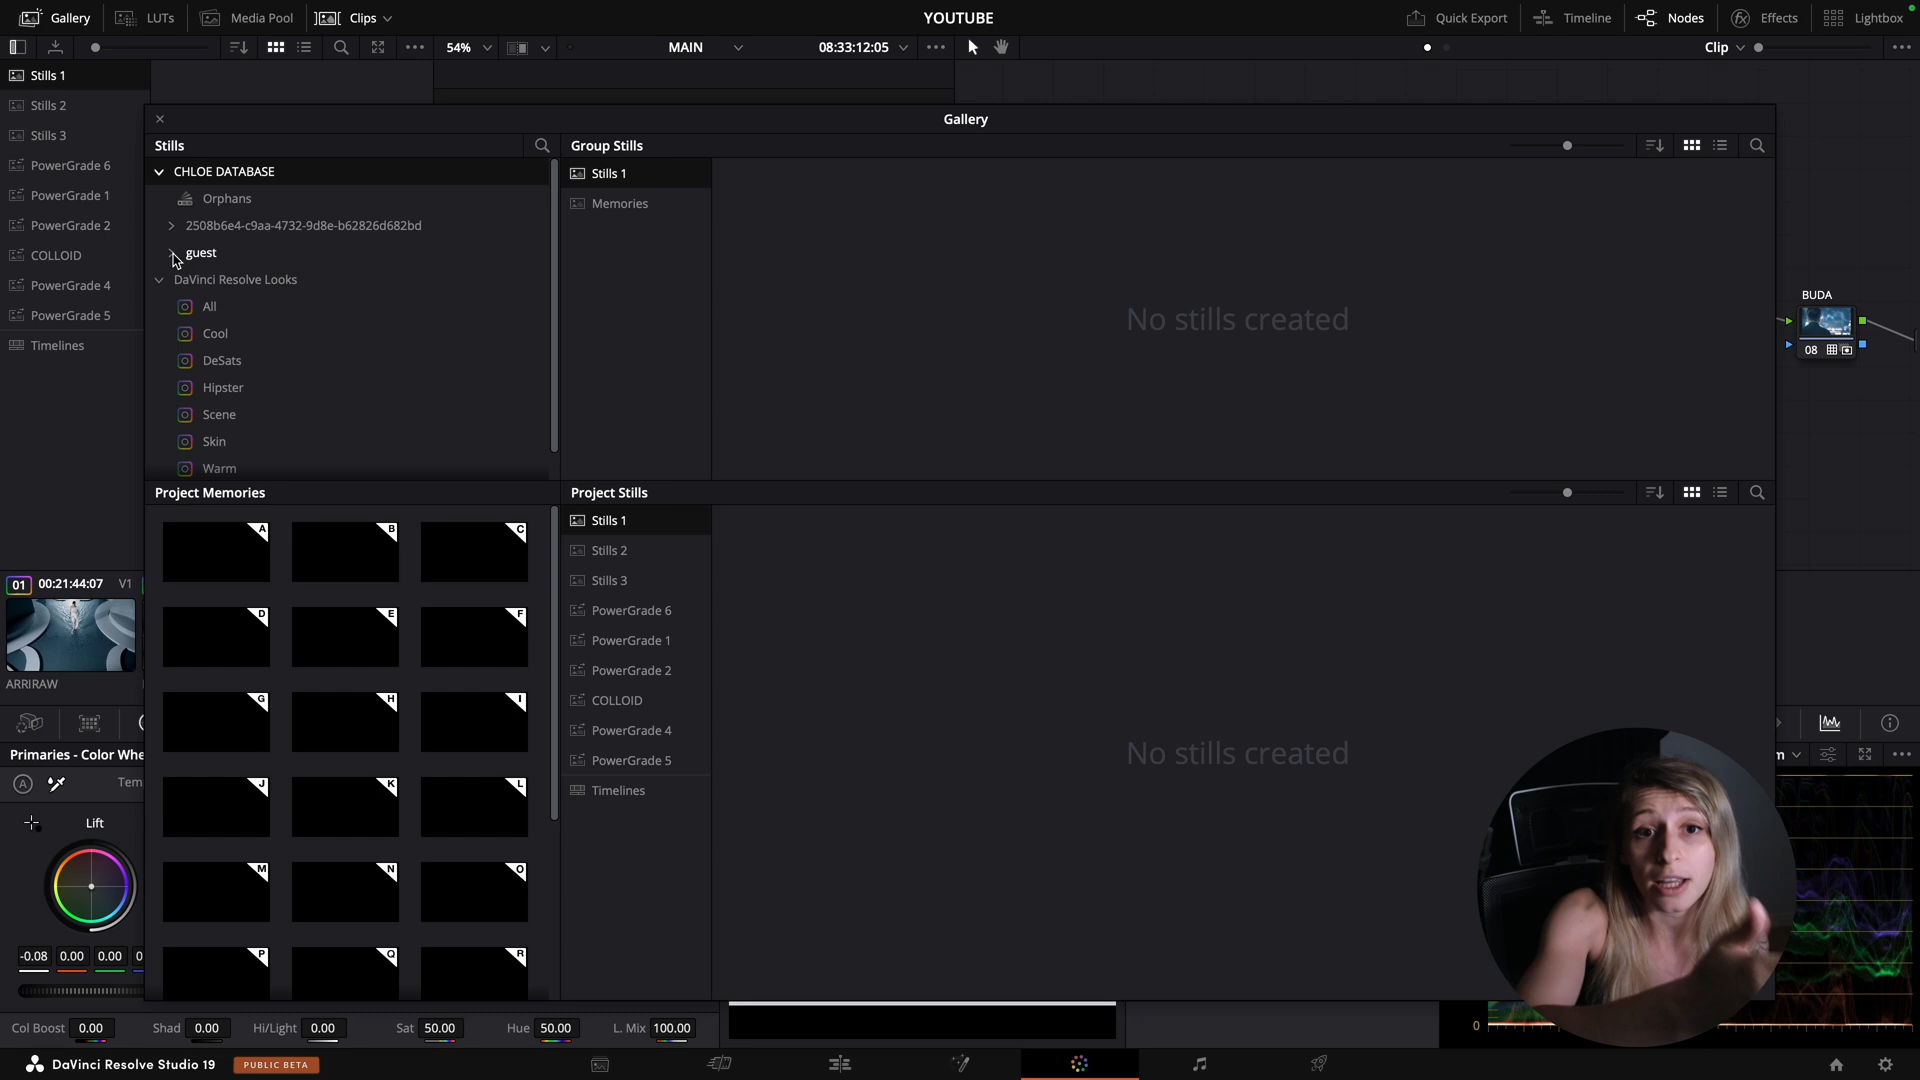 Gallery LUTs Media Pool Clips YOUTUBE Quick Export Timeline Nodes Effects Lightbox
54% MAIN 08:33:12:05 Clip
Stills 1
Stills 2
Stills 3
PowerGrade 6
PowerGrade 1
PowerGrade 2
COLLOID
PowerGrade 4
PowerGrade 5
Timelines
Gallery
Stills
CHLOE DATABASE
Orphans
2508b6e4-c9aa-4732-9d8e-b62826d682bd
guest
DaVinci Resolve Looks
All
Cool
DeSats
Hipster
Scene
Skin
Warm
Group Stills
Stills 1
Memories
No stills created
BUDA
08
Project Memories
A B C
D E F
G H I
J K L
M N O
P Q R
Project Stills
Stills 1
Stills 2
Stills 3
PowerGrade 6
PowerGrade 1
PowerGrade 2
COLLOID
PowerGrade 4
PowerGrade 5
Timelines
No stills created
01 00:21:44:07 V1
ARRIRAW
Primaries - Color Whe
A Tem
Lift
-0.08 0.00 0.00 0
m
0
Col Boost 0.00 Shad 0.00 Hi/Light 0.00 Sat 50.00 Hue 50.00 L. Mix 100.00
DaVinci Resolve Studio 19 PUBLIC BETA